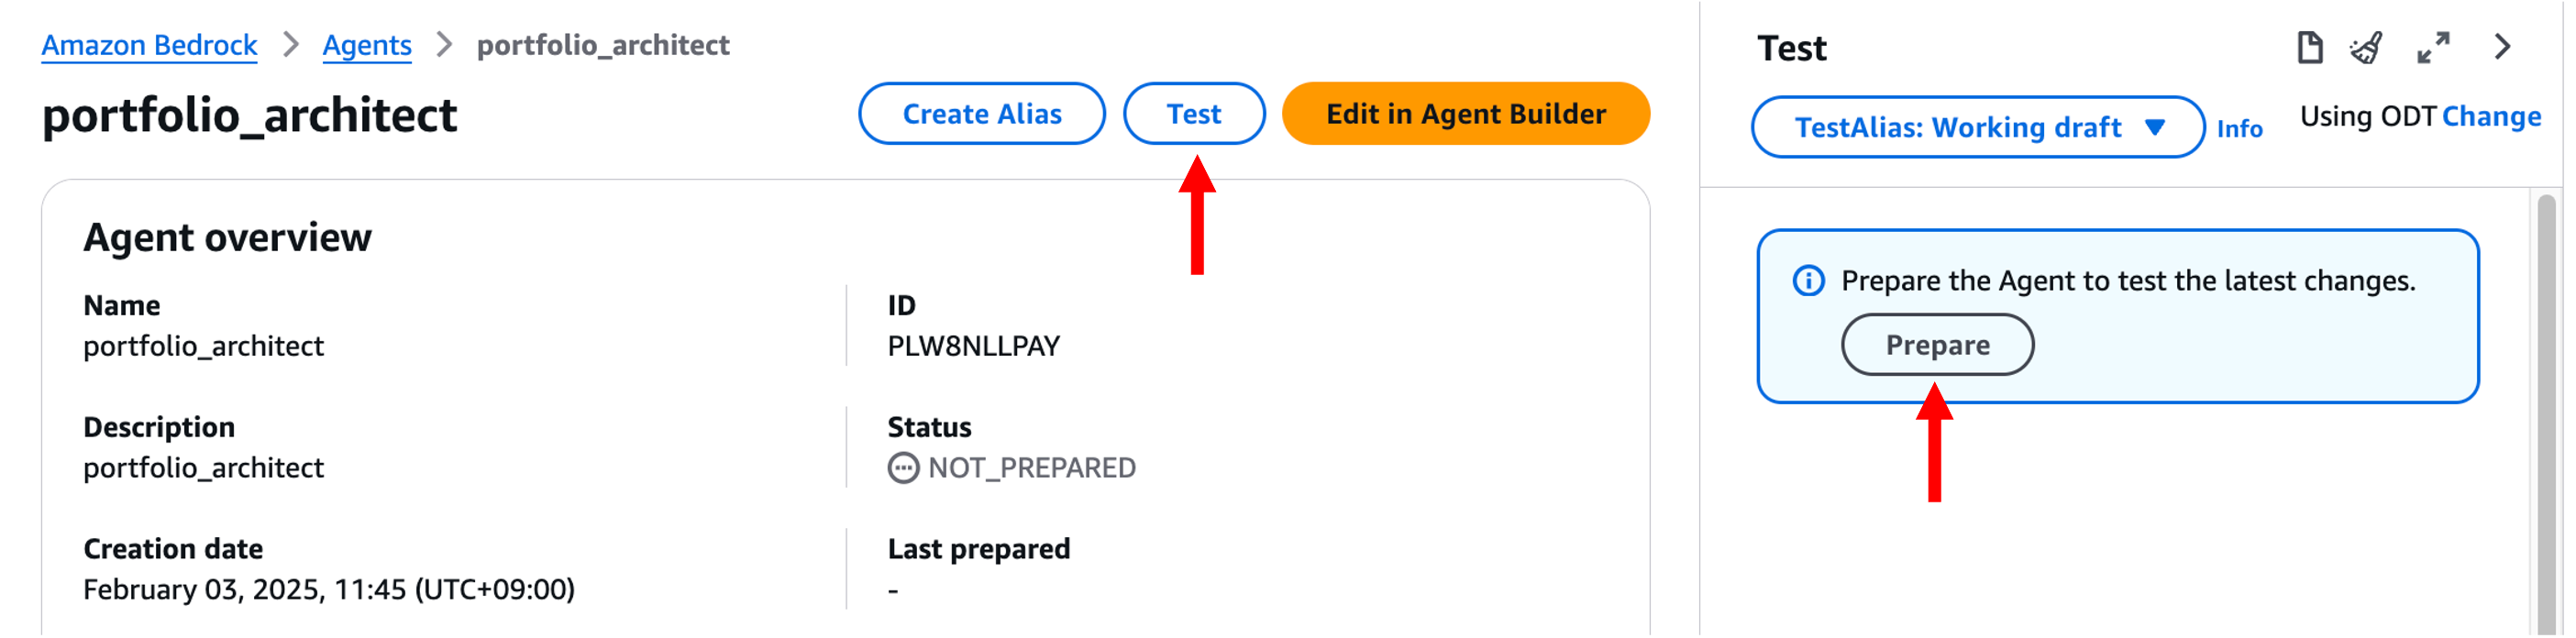 Amazon Bedrock > Agents > portfolio_architect
portfolio_architect
Create Alias
Test
Edit in Agent Builder
Agent overview
Name
portfolio_architect
ID
PLW8NLLPAY
Description
portfolio_architect
Status
NOT_PREPARED
Creation date
February 03, 2025, 11:45 (UTC+09:00)
Last prepared
-
Test
TestAlias: Working draft
Info
Using ODT Change
Prepare the Agent to test the latest changes.
Prepare